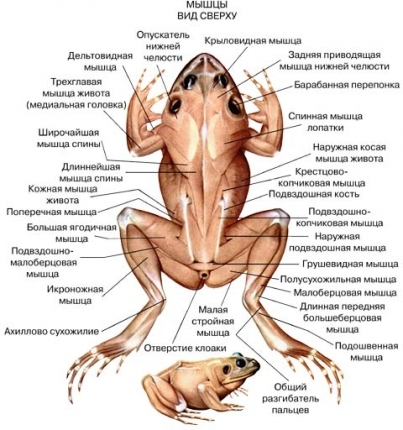 МЫШЦЫ
ВИД СВЕРХУ
Опускатель
нижней
челюсти
Крыловидная мышца
Дельтовидная
мышца
Задняя приводящая
мышца нижней челюсти
Трехглавая
мышца живота
(медиальная головка)
Барабанная перепонка
Спинная мышца
лопатки
Широчайшая
мышца спины
Наружная косая
мышца живота
Длиннейшая
мышца спины
Крестцово-
копчиковая мышца
Кожная мышца
живота
Подвздошная кость
Поперечная мышца
Подвздошно-
копчиковая мышца
Большая ягодичная
мышца
Наружная
подвздошная мышца
Подвздошно-
малоберцовая
мышца
Грушевидная мышца
Полусухожильная мышца
Икроножная
мышца
Малоберцовая мышца
Малая
стройная
мышца
Длинная передняя
большеберцовая
мышца
Ахиллово сухожилие
Отверстие клоаки
Подошвенная
мышца
Общий
разгибатель
пальцев